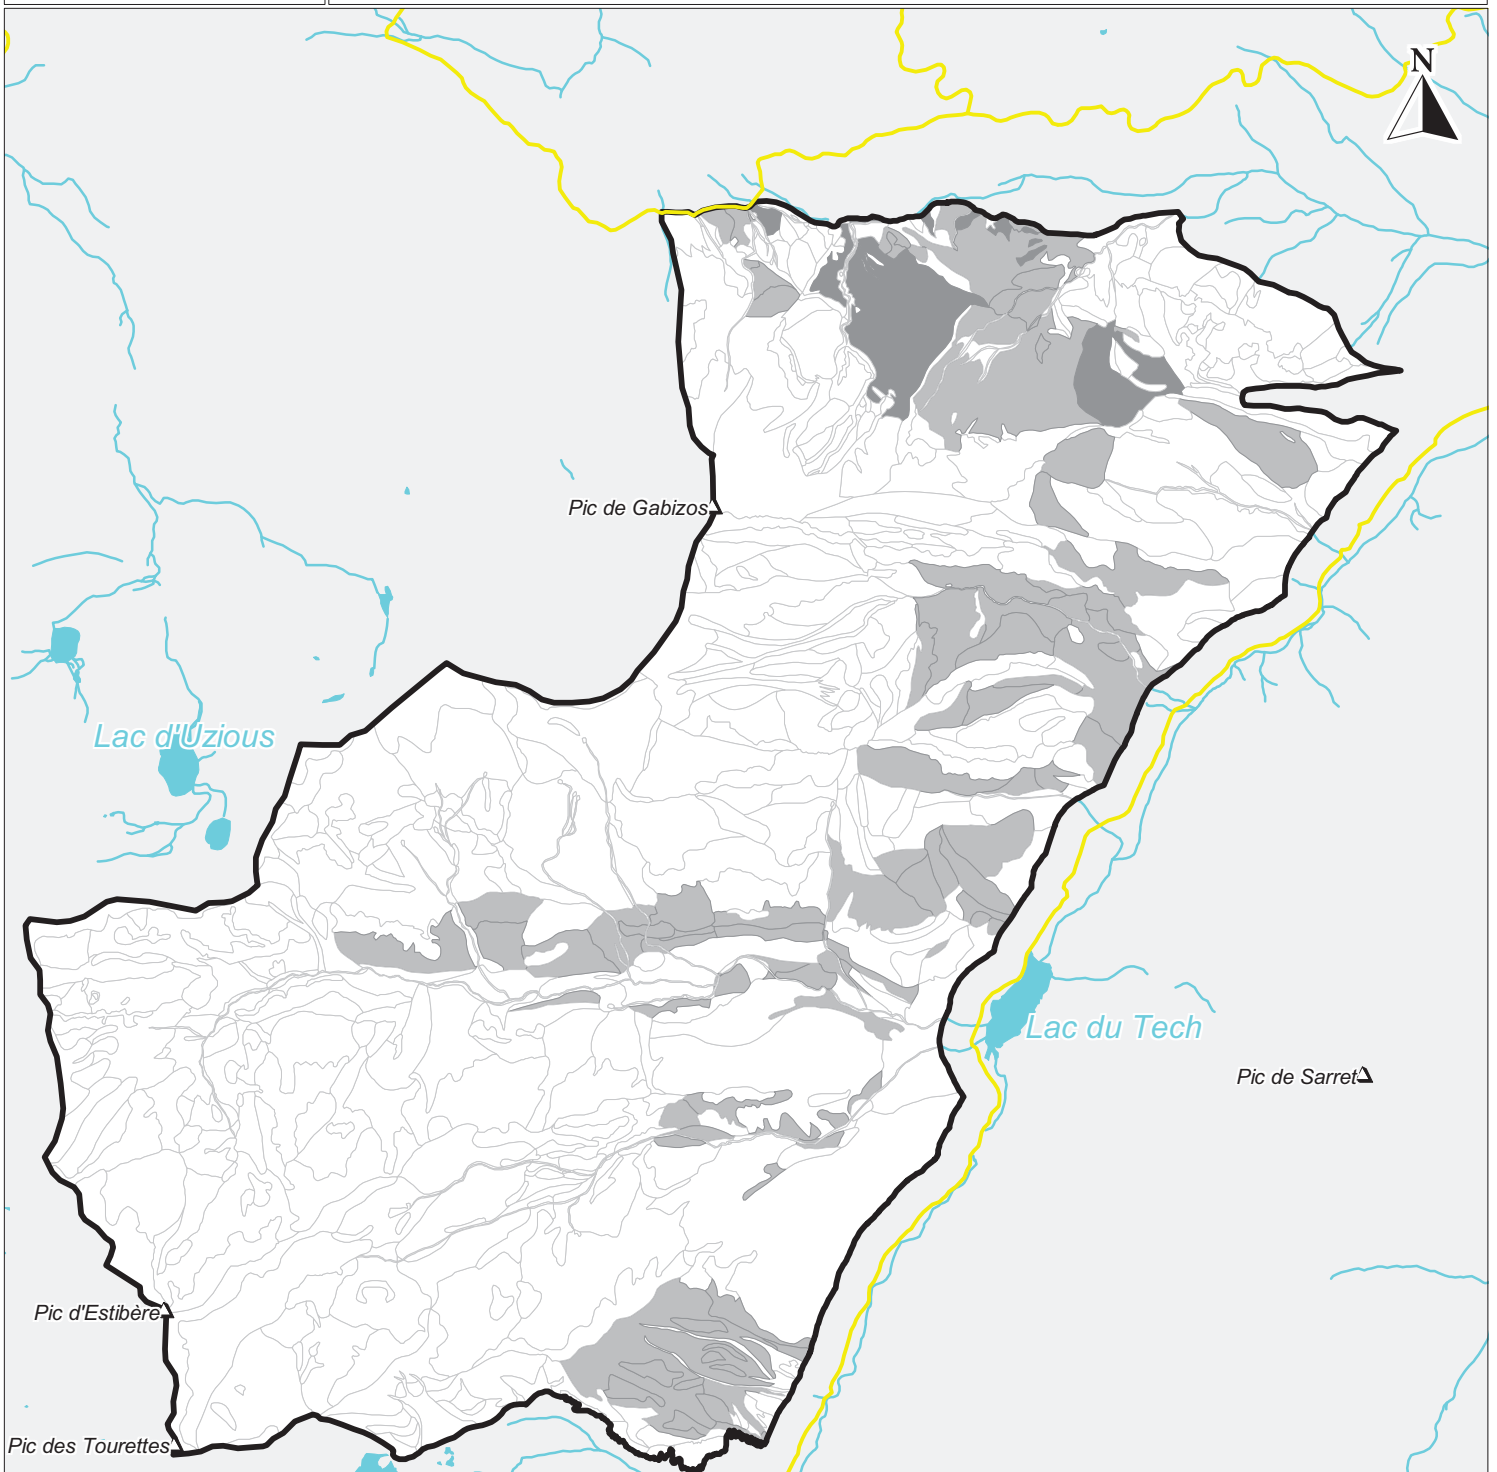 N
Pic de Gabizos
Lac d'Uzious
Lac du Tech
Pic de Sarret
Pic d'Estibère
Pic des Tourettes